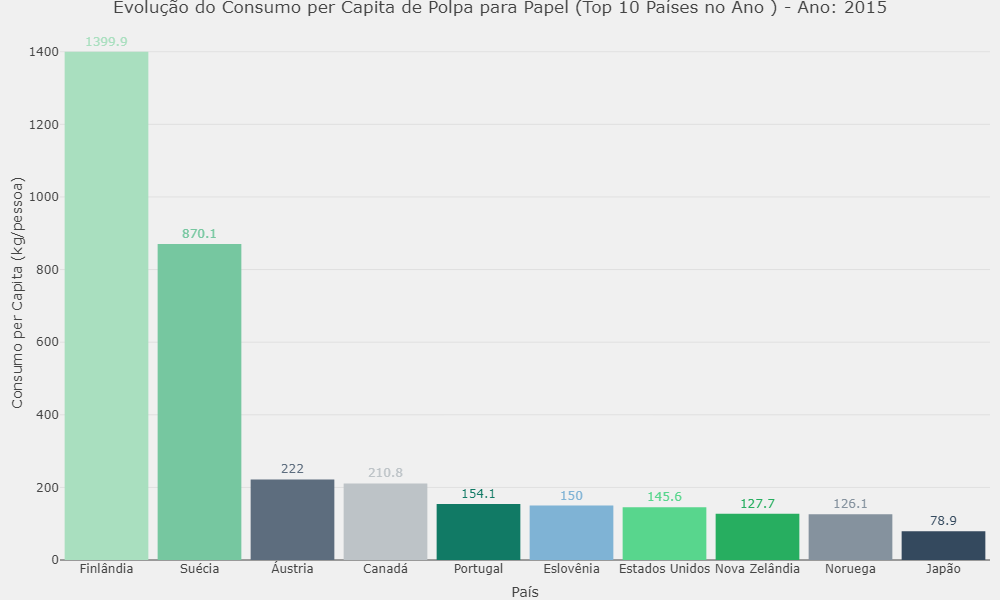 Evolução do Consumo per Capita de Polpa para Papel (Top 10 Países no Ano ) - Ano: 2015
Consumo per Capita (kg/pessoa)
1400
1200
1000
800
600
400
200
0
1399.9
870.1
222
210.8
154.1
150
145.6
127.7
126.1
78.9
Finlândia
Suécia
Áustria
Canadá
Portugal
Eslovênia
Estados Unidos
Nova Zelândia
Noruega
Japão
País